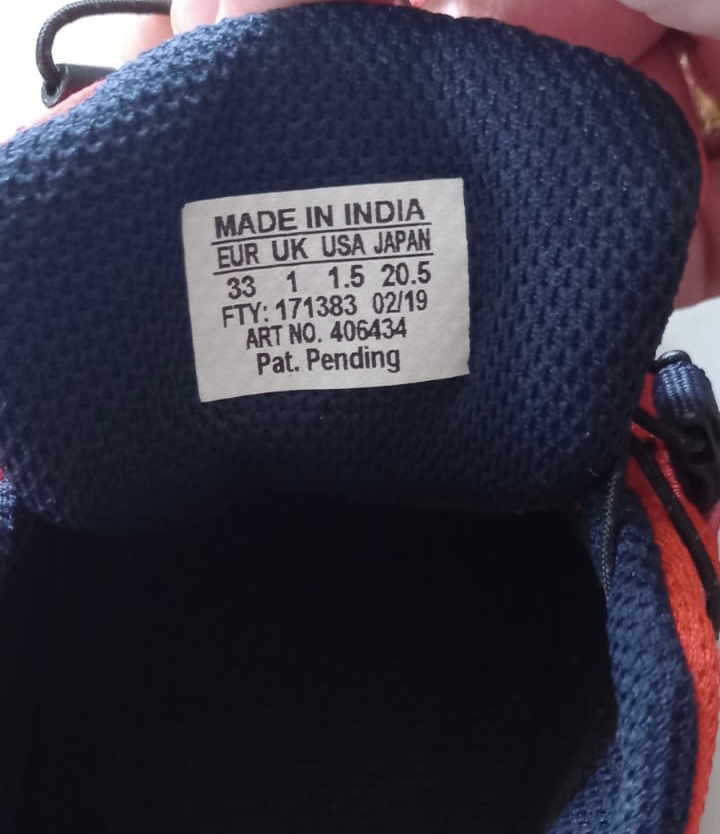 MADE IN INDIA
EUR UK USA JAPAN
33 1 1.5 20.5
FTY: 171383 02/19
ART NO. 406434
Pat. Pending